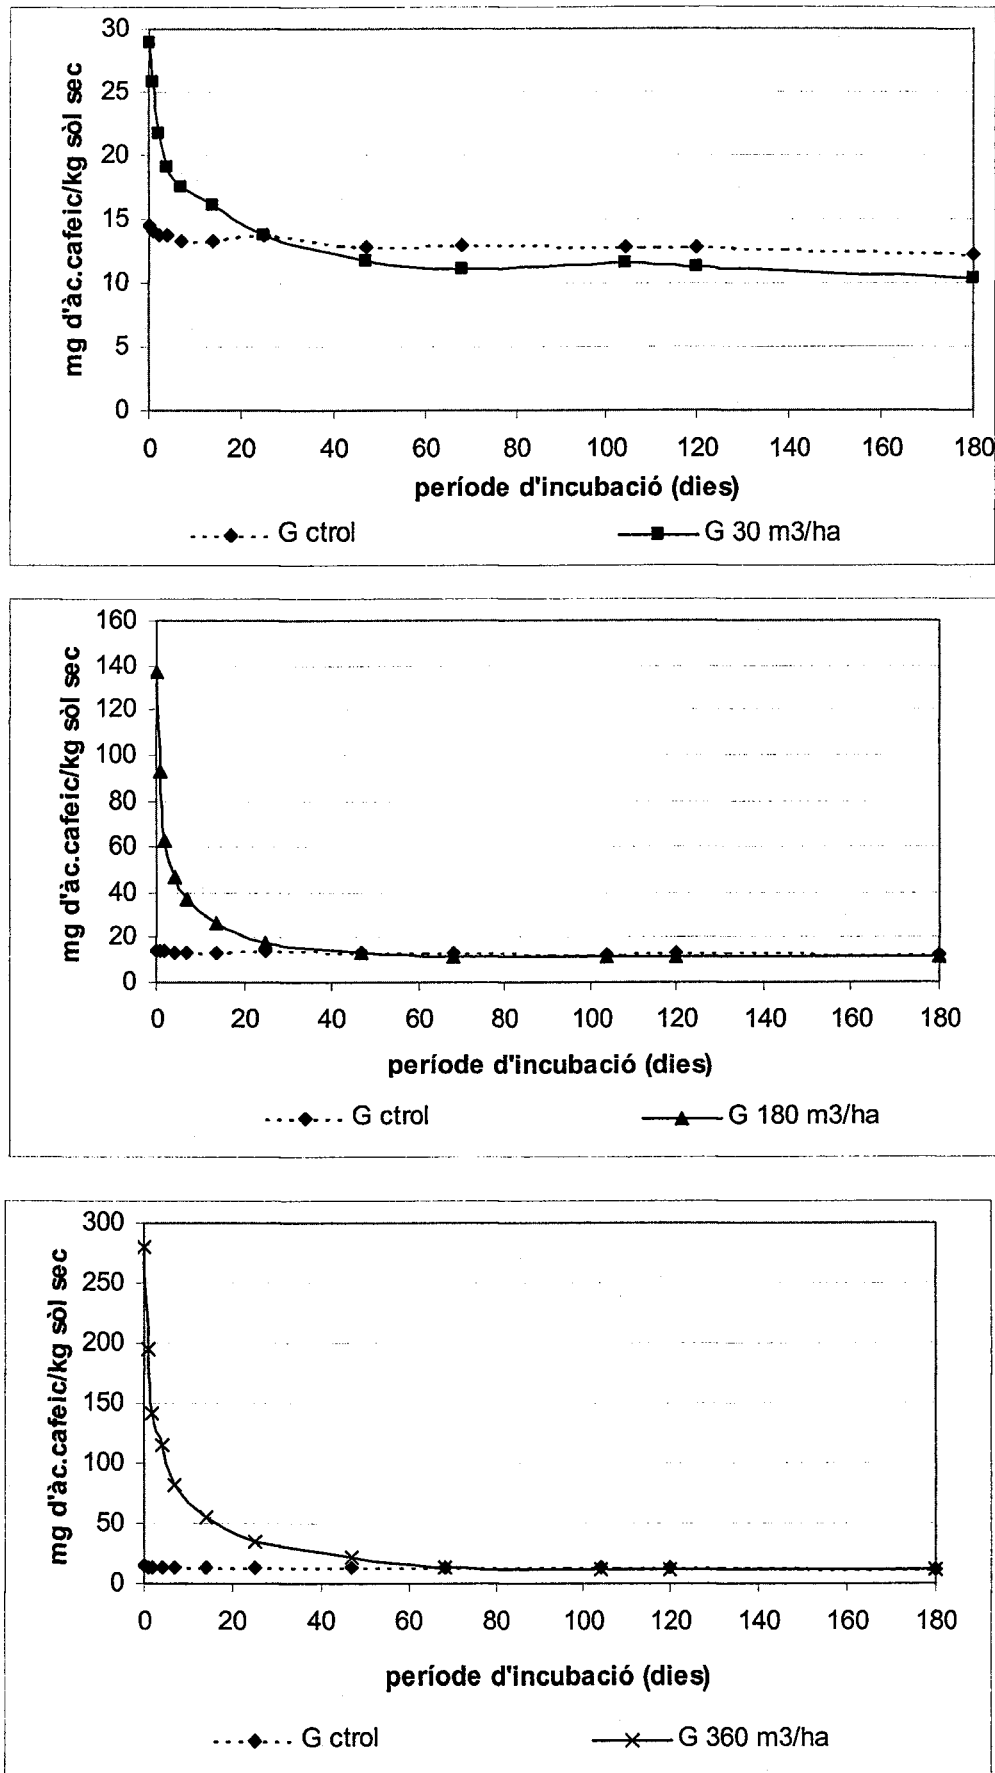 mg d'àc.cafeic/kg sòl sec
30
25
20
15
10
5
0
0 20 40 60 80 100 120 140 160 180
període d'incubació (dies)
G ctrol G 30 m3/ha
mg d'àc.cafeic/kg sòl sec
160
140
120
100
80
60
40
20
0
0 20 40 60 80 100 120 140 160 180
període d'incubació (dies)
G ctrol G 180 m3/ha
mg d'àc.cafeic/kg sòl sec
300
250
200
150
100
50
0
0 20 40 60 80 100 120 140 160 180
període d'incubació (dies)
G ctrol G 360 m3/ha